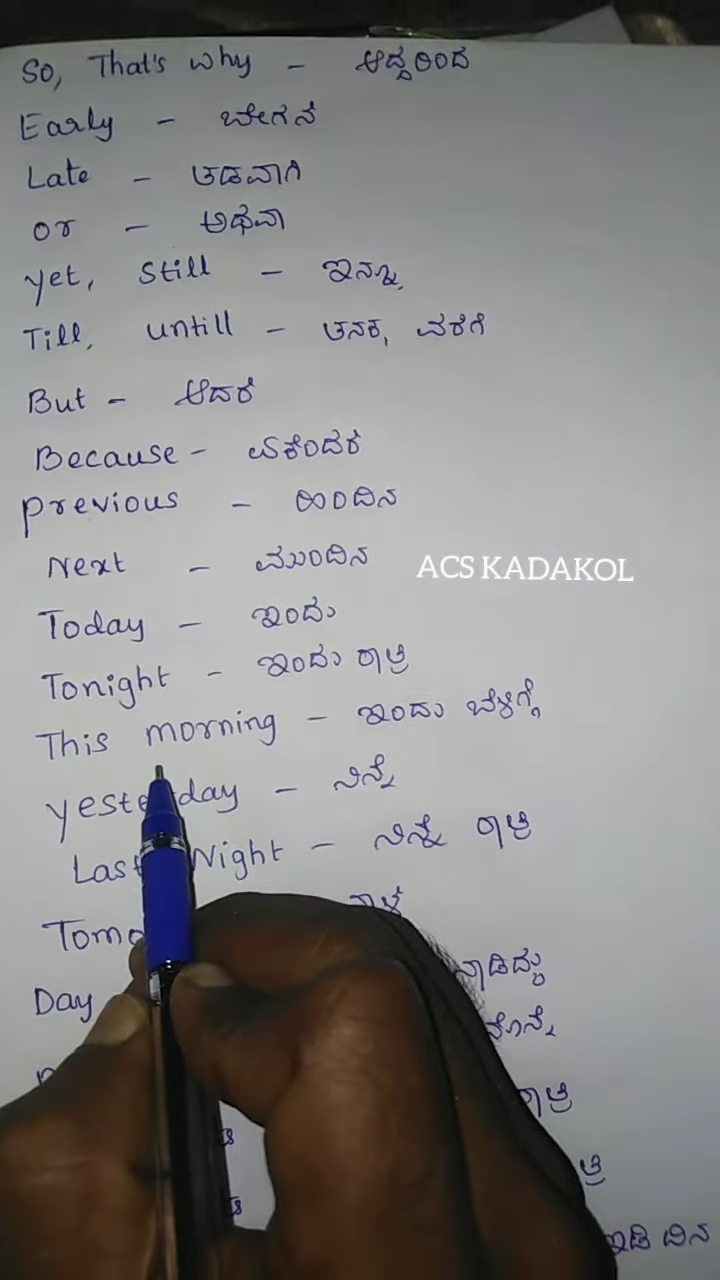 So, That's why - ಆದ್ದರಿಂದ
Early - ಬೇಗನೆ
Late - ತಡವಾಗಿ
or - ಅಥವಾ
yet, still - ಇನ್ನೂ
Till, untill - ತನಕ, ವರೆಗೆ
But - ಆದರೆ
Because - ಏಕೆಂದರೆ
previous - ಹಿಂದಿನ
Next - ಮುಂದಿನ
ACS KADAKOL
Today - ಇಂದು
Tonight - ಇಂದು ರಾತ್ರಿ
This morning - ಇಂದು ಬೆಳಗ್ಗೆ
yesterday - ನಿನ್ನೆ
Last Night - ನಿನ್ನೆ ರಾತ್ರಿ
Day
ದಿನ